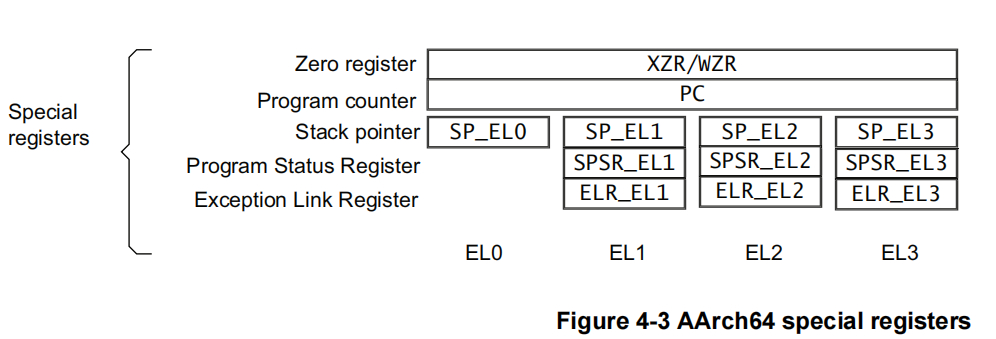 Zero register XZR/WZR
Program counter PC
Special
registers
Stack pointer SP_EL0 SP_EL1 SP_EL2 SP_EL3
Program Status Register SPSR_EL1 SPSR_EL2 SPSR_EL3
Exception Link Register ELR_EL1 ELR_EL2 ELR_EL3
EL0 EL1 EL2 EL3
Figure 4-3 AArch64 special registers